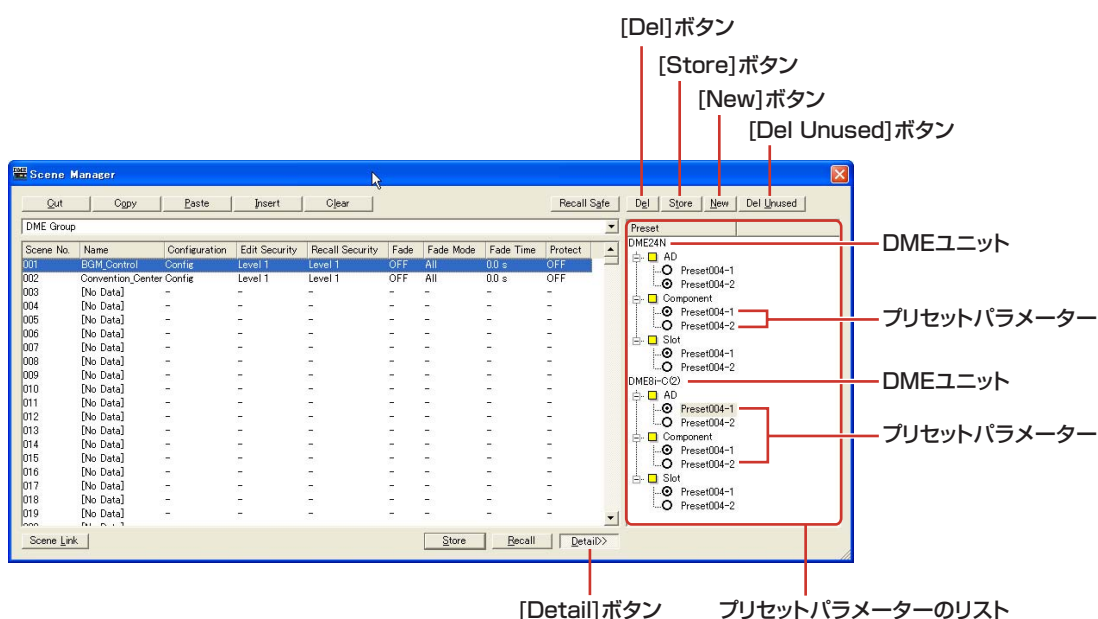 [Del]ボタン
[Store]ボタン
[New]ボタン
[Del Unused]ボタン
Scene Manager
Cut Copy Paste Insert Clear Recall Safe Del Store New Del Unused
DME Group
Preset
Scene No. Name Configuration Edit Security Recall Security Fade Fade Mode Fade Time Protect
001 BGM_Control Config Level 1 Level 1 OFF All 0.0 s OFF
002 Convention_Center Config Level 1 Level 1 OFF All 0.0 s OFF
003 [No Data] - - - - - - -
004 [No Data] - - - - - - -
005 [No Data] - - - - - - -
006 [No Data] - - - - - - -
007 [No Data] - - - - - - -
008 [No Data] - - - - - - -
009 [No Data] - - - - - - -
010 [No Data] - - - - - - -
011 [No Data] - - - - - - -
012 [No Data] - - - - - - -
013 [No Data] - - - - - - -
014 [No Data] - - - - - - -
015 [No Data] - - - - - - -
016 [No Data] - - - - - - -
017 [No Data] - - - - - - -
018 [No Data] - - - - - - -
019 [No Data] - - - - - - -
DME24N
AD
Preset004-1
Preset004-2
Component
Preset004-1
Preset004-2
Slot
Preset004-1
Preset004-2
DME8i-C(2)
AD
Preset004-1
Preset004-2
Component
Preset004-1
Preset004-2
Slot
Preset004-1
Preset004-2
DMEユニット
プリセットパラメーター
DMEユニット
プリセットパラメーター
Scene Link Store Recall Detail>>
[Detail]ボタン
プリセットパラメーターのリスト